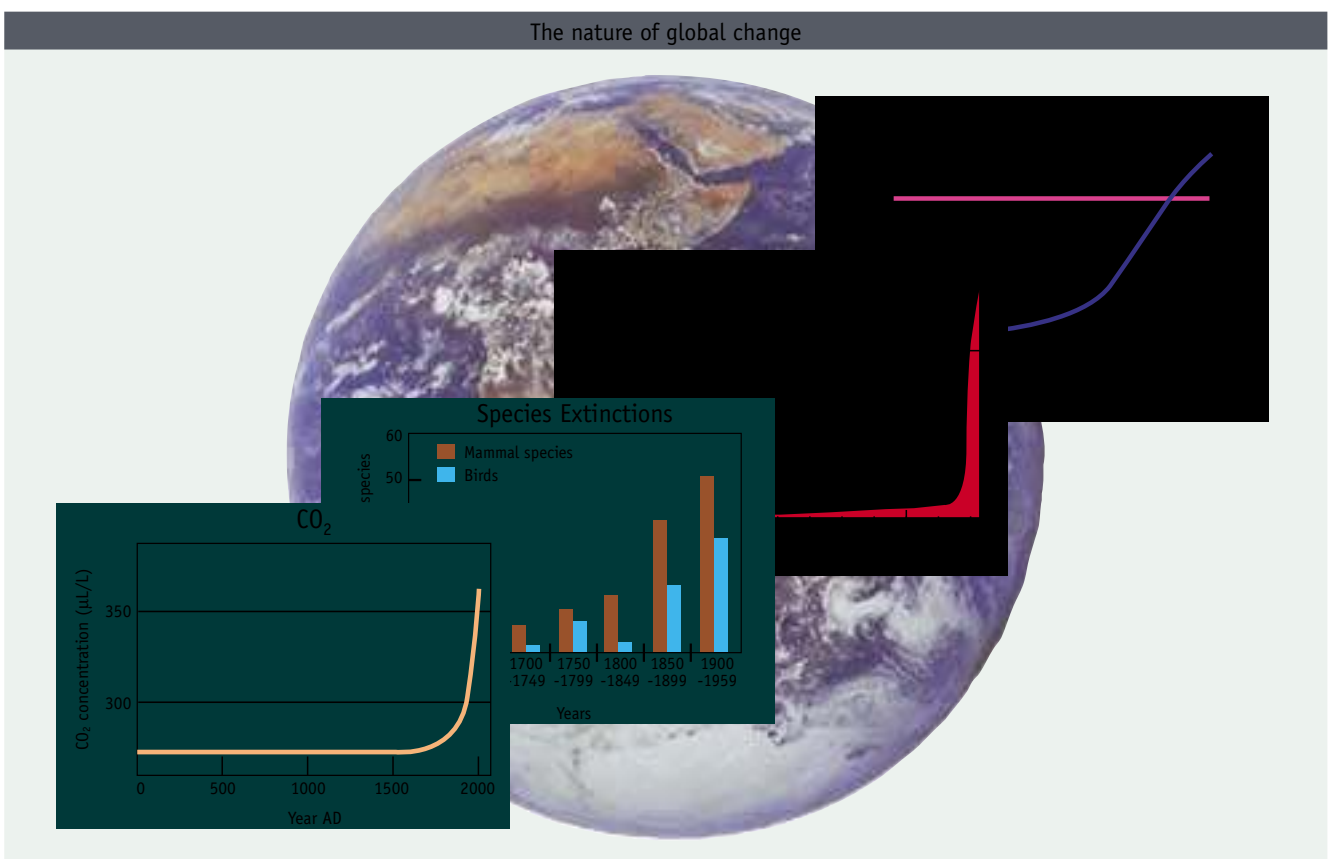 The nature of global change
Species Extinctions
60
50
species
Mammal species
Birds
1700
-1749
1750
-1799
1800
-1849
1850
-1899
1900
-1959
Years
CO₂
CO₂ concentration (µL/L)
350
300
0
500
1000
1500
2000
Year AD